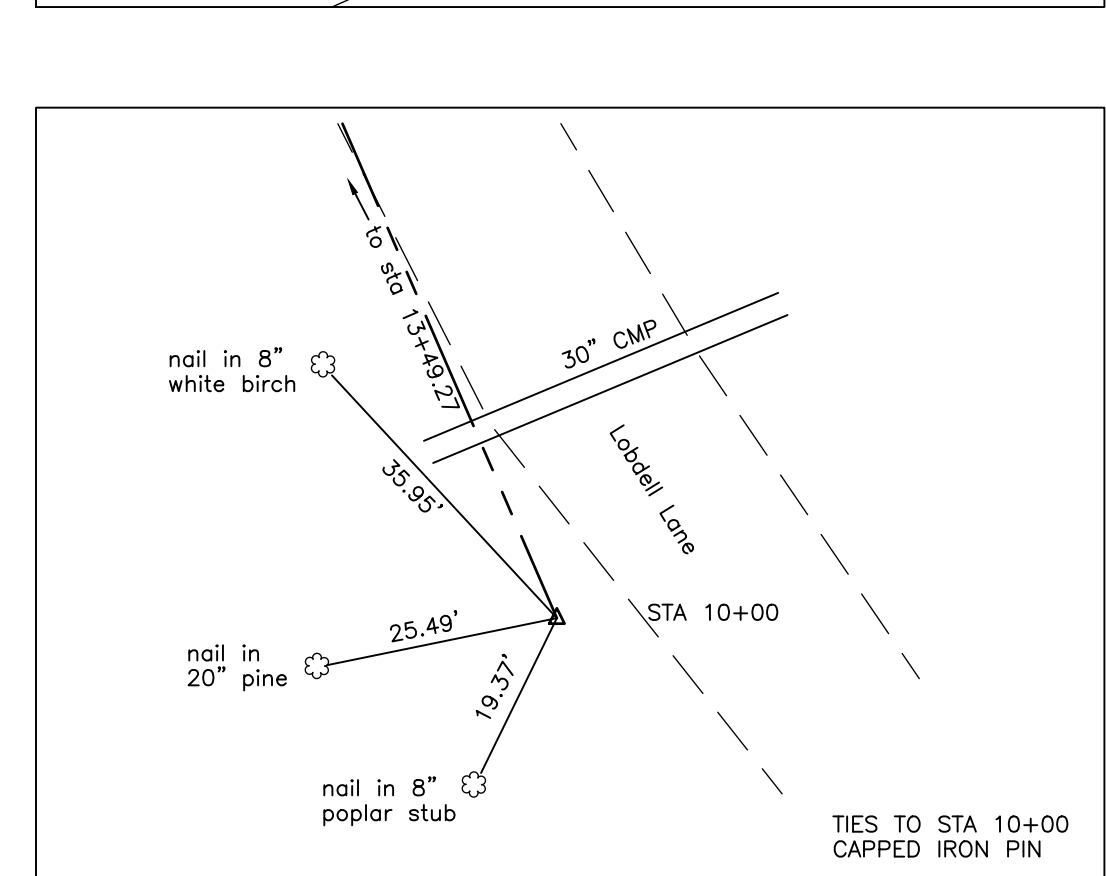 to sta 13+49.27
30" CMP
nail in 8"
white birch
Lobdell Lane
35.95'
STA 10+00
25.49'
nail in
20" pine
19.37'
nail in 8"
poplar stub
TIES TO STA 10+00
CAPPED IRON PIN